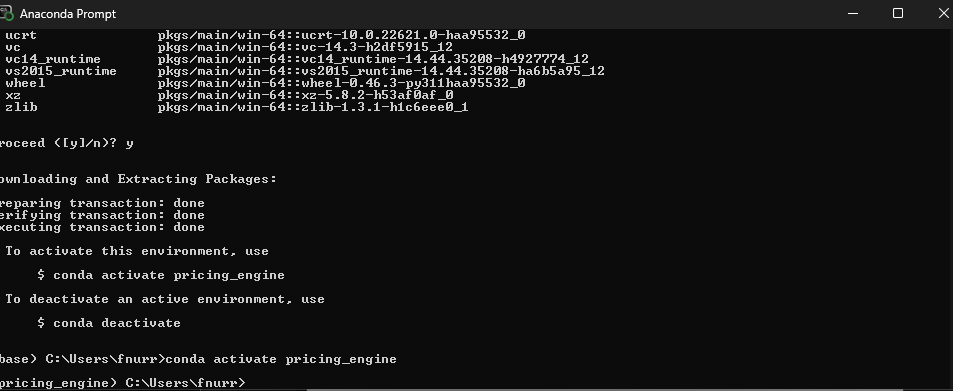 Anaconda Prompt
ucrt pkgs/main/win-64::ucrt-10.0.22621.0-haa95532_0
vc pkgs/main/win-64::vc-14.3-h2df5915_12
vc14_runtime pkgs/main/win-64::vc14_runtime-14.44.35208-h4927774_12
vs2015_runtime pkgs/main/win-64::vs2015_runtime-14.44.35208-ha6b5a95_12
wheel pkgs/main/win-64::wheel-0.46.3-py311haa95532_0
xz pkgs/main/win-64::xz-5.8.2-h53af0af_0
zlib pkgs/main/win-64::zlib-1.3.1-h1c6eee0_1
roceed ([y]/n)? y
ownloading and Extracting Packages:
reparing transaction: done
erifying transaction: done
xecuting transaction: done
To activate this environment, use
$ conda activate pricing_engine
To deactivate an active environment, use
$ conda deactivate
base) C:\Users\fnurr>conda activate pricing_engine
pricing_engine) C:\Users\fnurr>